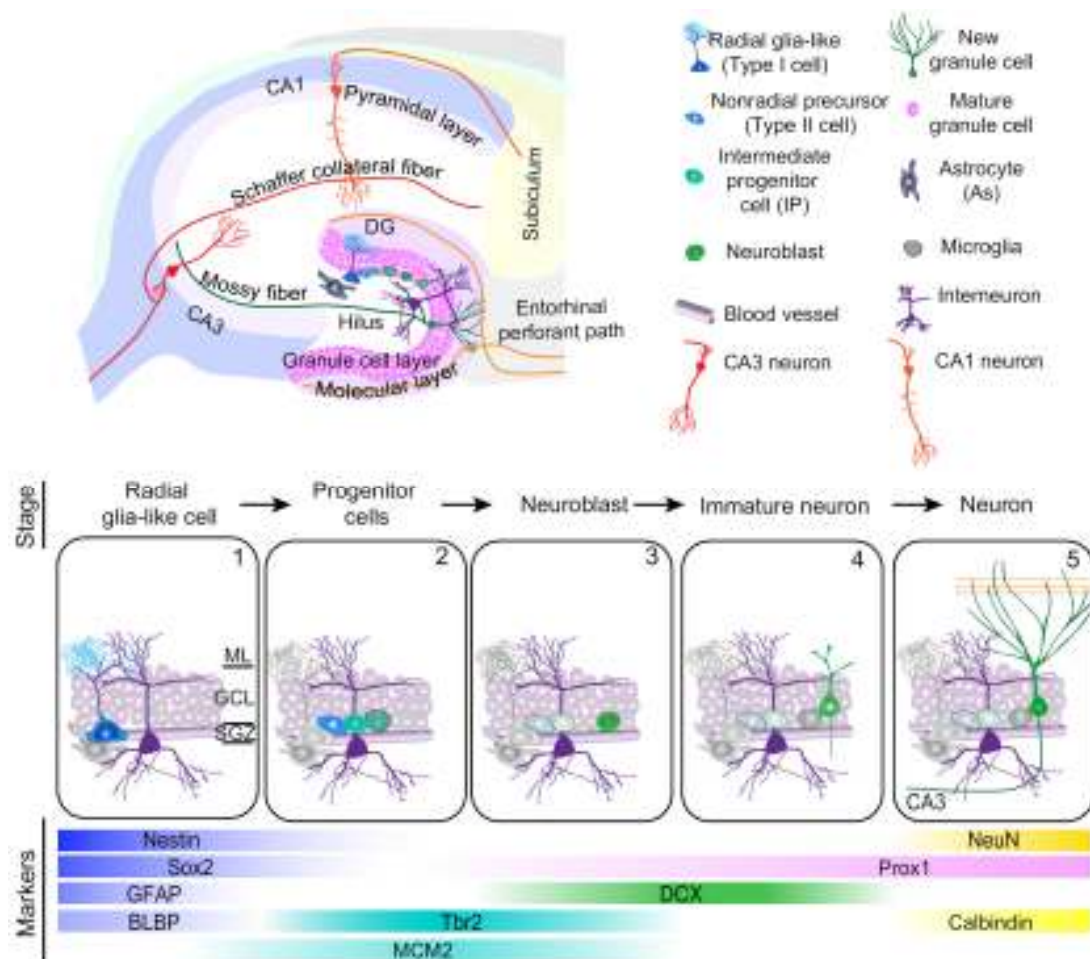 CA1
Pyramidal layer
Schaffer collateral fiber
DG
Mossy fiber
CA3
Hilus
Granule cell layer
Molecular layer
Subiculum
Entorhinal
perforant path
Radial glia-like
(Type I cell)
Nonradial precursor
(Type II cell)
Intermediate
progenitor
cell (IP)
Neuroblast
Blood vessel
CA3 neuron
New
granule cell
Mature
granule cell
Astrocyte
(As)
Microglia
Interneuron
CA1 neuron
Stage
Radial
glia-like cell
Progenitor
cells
Neuroblast
Immature neuron
Neuron
1
2
3
4
5
ML
GCL
SGZ
CA3
Markers
Nestin
NeuN
Sox2
Prox1
GFAP
DCX
BLBP
Tbr2
Calbindin
MCM2